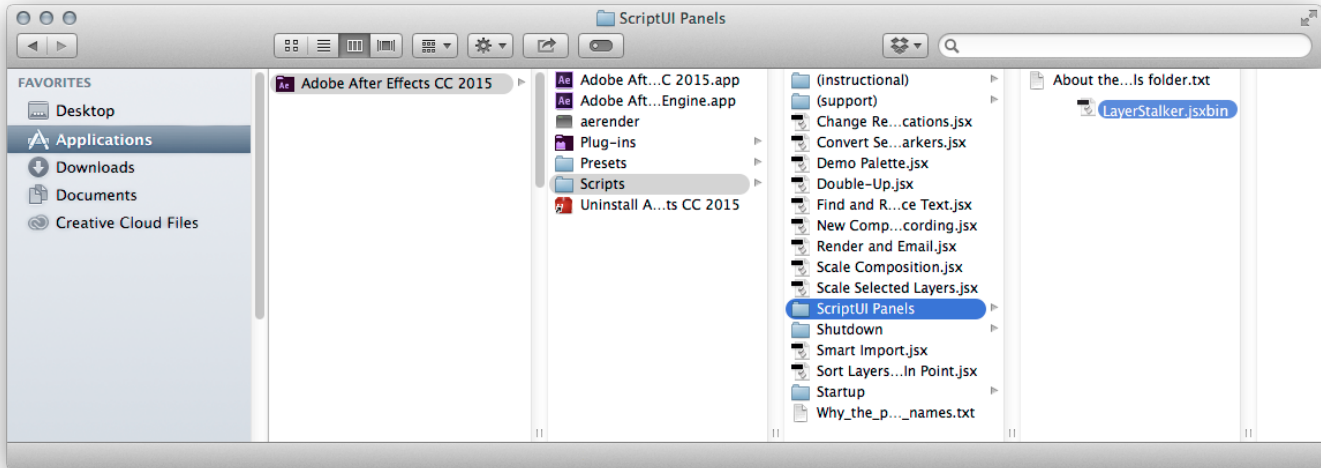 ScriptUI Panels
FAVORITES
Desktop
Applications
Downloads
Documents
Creative Cloud Files
Adobe After Effects CC 2015
Adobe Aft...C 2015.app
Adobe Aft...Engine.app
aerender
Plug-ins
Presets
Scripts
Uninstall A...ts CC 2015
(instructional)
(support)
Change Re...cations.jsx
Convert Se...arkers.jsx
Demo Palette.jsx
Double-Up.jsx
Find and R...ce Text.jsx
New Comp...cording.jsx
Render and Email.jsx
Scale Composition.jsx
Scale Selected Layers.jsx
ScriptUI Panels
Shutdown
Smart Import.jsx
Sort Layers...In Point.jsx
Startup
Why_the_p..._names.txt
About the...ls folder.txt
LayerStalker.jsxbin